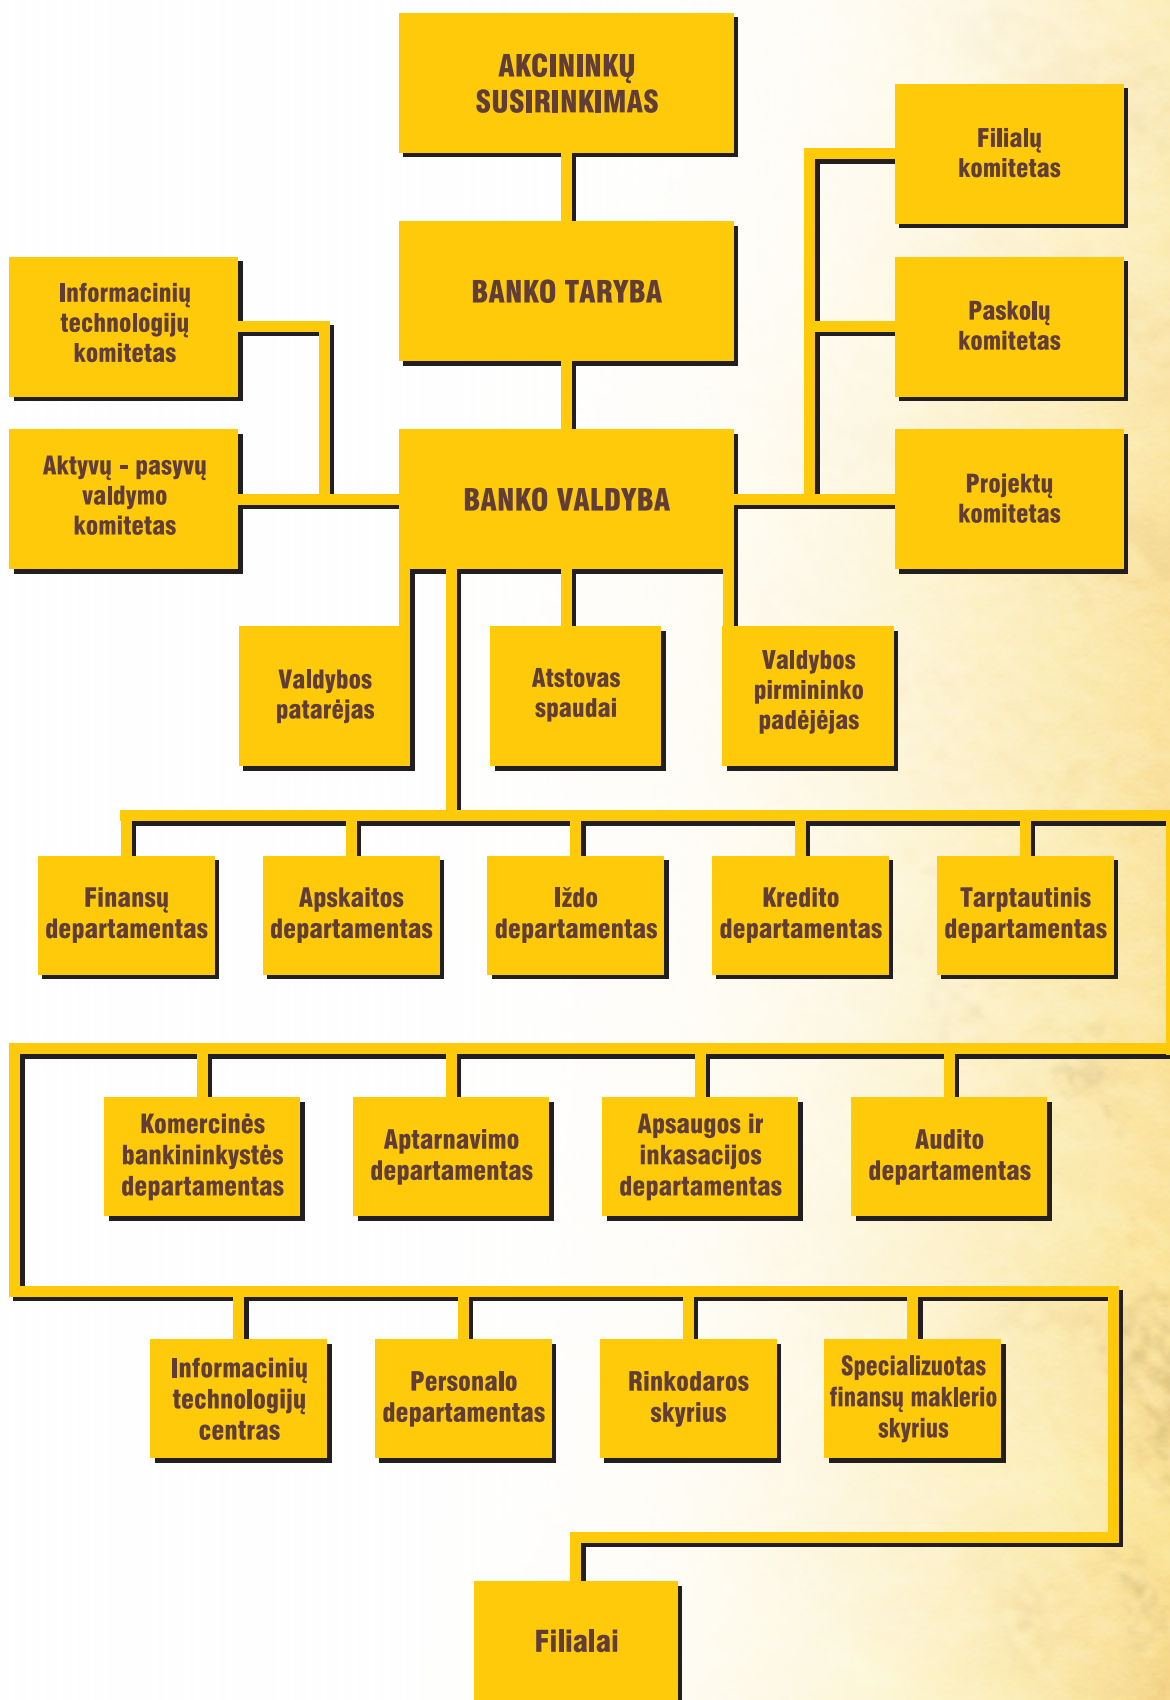 AKCININKŲ
SUSIRINKIMAS
Filialų
komitetas
BANKO TARYBA
Informacinių
technologijų
komitetas
Paskolų
komitetas
Aktyvų - pasyvų
valdymo
komitetas
BANKO VALDYBA
Projektų
komitetas
Valdybos
patarėjas
Atstovas
spaudai
Valdybos
pirmininko
padėjėjas
Finansų
departamentas
Apskaitos
departamentas
Iždo
departamentas
Kredito
departamentas
Tarptautinis
departamentas
Komercinės
bankininkystės
departamentas
Aptarnavimo
departamentas
Apsaugos ir
inkasacijos
departamentas
Audito
departamentas
Informacinių
technologijų
centras
Personalo
departamentas
Rinkodaros
skyrius
Specializuotas
finansų maklerio
skyrius
Filialai